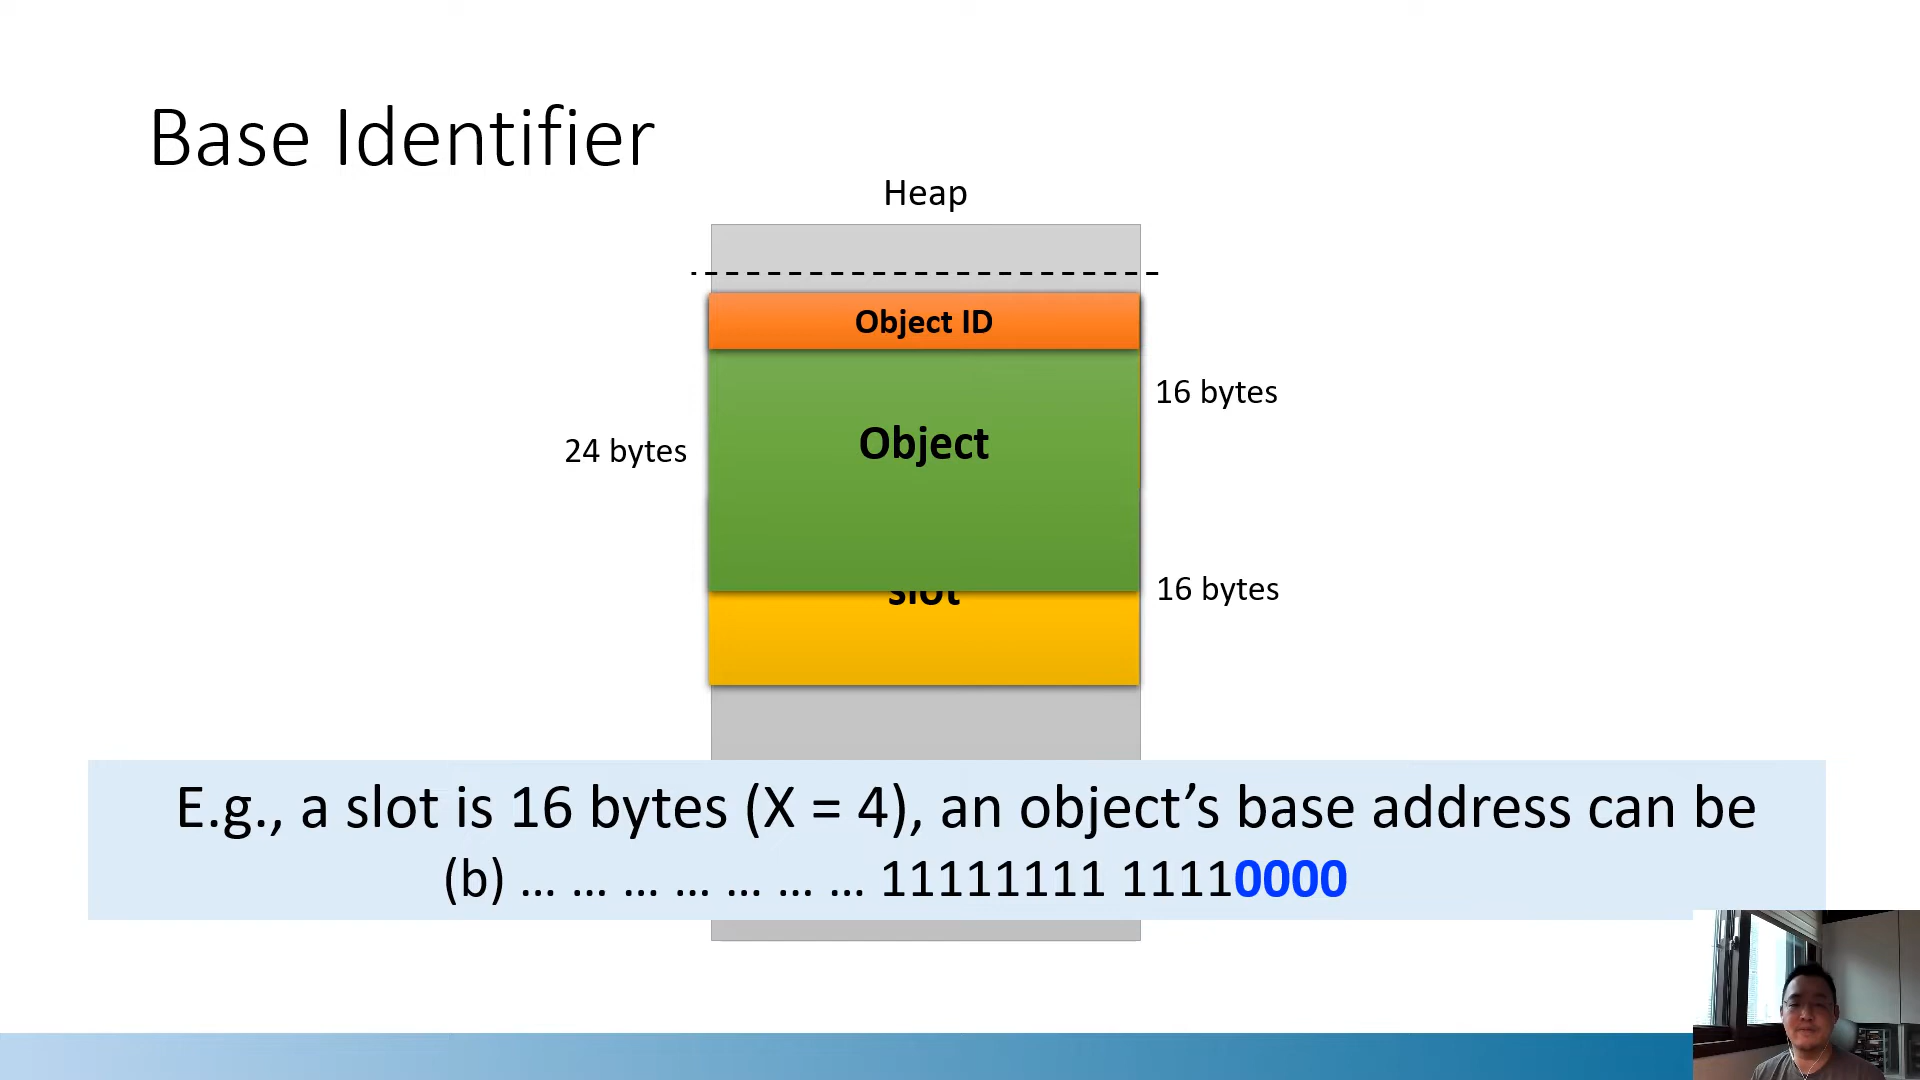 Base Identifier
Heap
Object ID
16 bytes
24 bytes
Object
slot
16 bytes
E.g., a slot is 16 bytes (X = 4), an object’s base address can be
(b) … … … … … … … 11111111 11110000